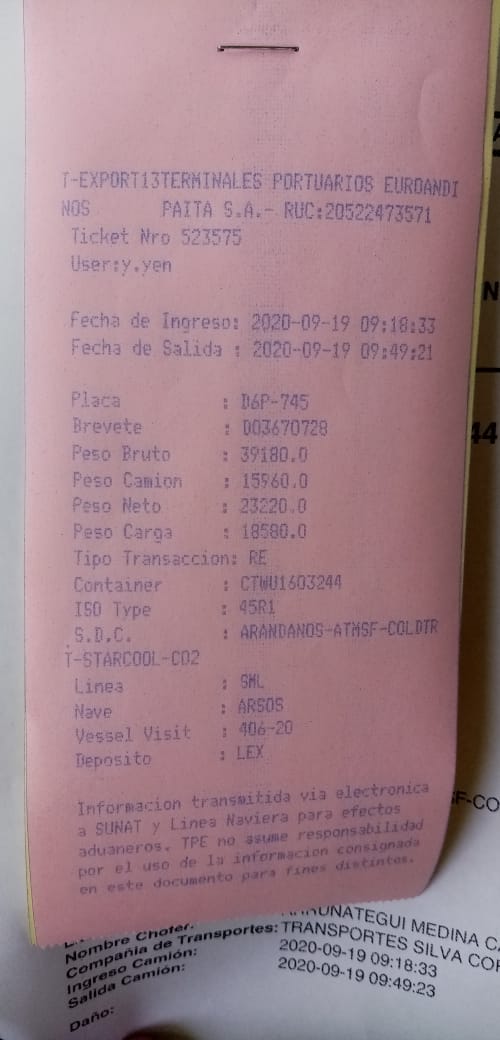 T-EXPORT13TERMINALES PORTUARIOS EUROANDI
NOS PAITA S.A.- RUC:20522473571
Ticket Nro 523575
User:y.yen
Fecha de Ingreso: 2020-09-19 09:18:33
Fecha de Salida : 2020-09-19 09:49:21
Placa : D6P-745
Brevete : D03670728
Peso Bruto : 39180.0
Peso Camion : 15960.0
Peso Neto : 23220.0
Peso Carga : 18580.0
Tipo Transaccion: RE
Container : CTWU1603244
ISO Type : 45R1
S.D.C. : ARANDANOS-ATMSF-COLDTR
T-STARCOOL-CO2
Linea : SML
Nave : ARSOS
Vessel Visit : 406-20
Deposito : LEX
Informacion transmitida via electronica
a SUNAT y Linea Naviera para efectos
aduaneros. TPE no asume responsabilidad
por el uso de la informacion consignada
en este documento para fines distintos.
44
SF-CO
Nombre Chofer: MEDINA
Compañia de Transportes: TRANSPORTES SILVA COR
Ingreso Camión: 2020-09-19 09:18:33
Salida Camión: 2020-09-19 09:49:23
Daño: